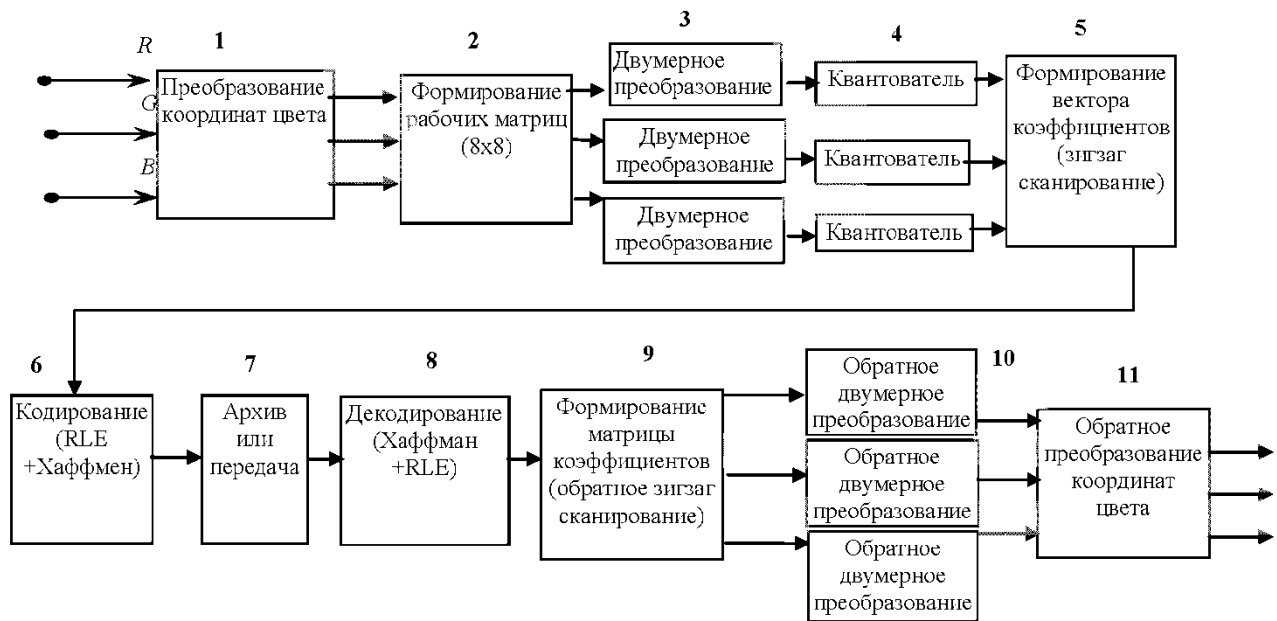 1
2
3
4
5
R
G
B
Преобразование
координат цвета
Формирование
рабочих матриц
(8x8)
Двумерное
преобразование
Двумерное
преобразование
Двумерное
преобразование
Квантователь
Квантователь
Квантователь
Формирование
вектора
коэффициентов
(зигзаг
сканирование)
6
7
8
9
10
11
Кодирование
(RLE
+Хаффмен)
Архив
или
передача
Декодирование
(Хаффман
+RLE)
Формирование
матрицы
коэффициентов
(обратное зигзаг
сканирование)
Обратное
двумерное
преобразование
Обратное
двумерное
преобразование
Обратное
двумерное
преобразование
Обратное
преобразование
координат
цвета